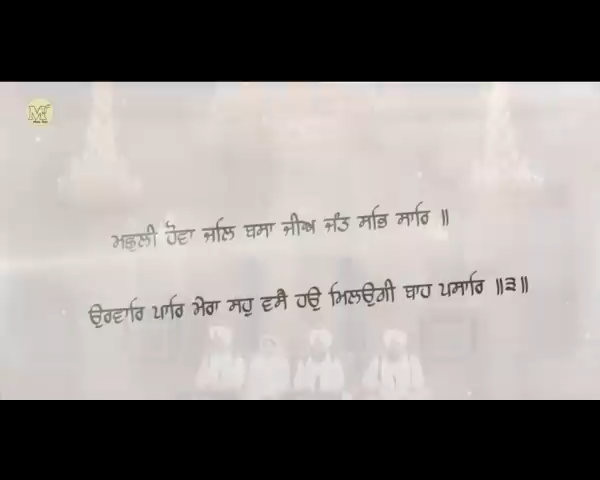 ਮਛੁਲੀ ਹੋਵਾ ਜਲਿ ਬਸਾ ਜੀਅ ਜੰਤ ਸਭਿ ਸਾਰਿ ॥
ਉਰਵਾਰਿ ਪਾਰਿ ਮੇਰਾ ਸਹੁ ਵਸੈ ਹਉ ਮਿਲਉਗੀ ਬਾਹ ਪਸਾਰਿ ॥੩॥